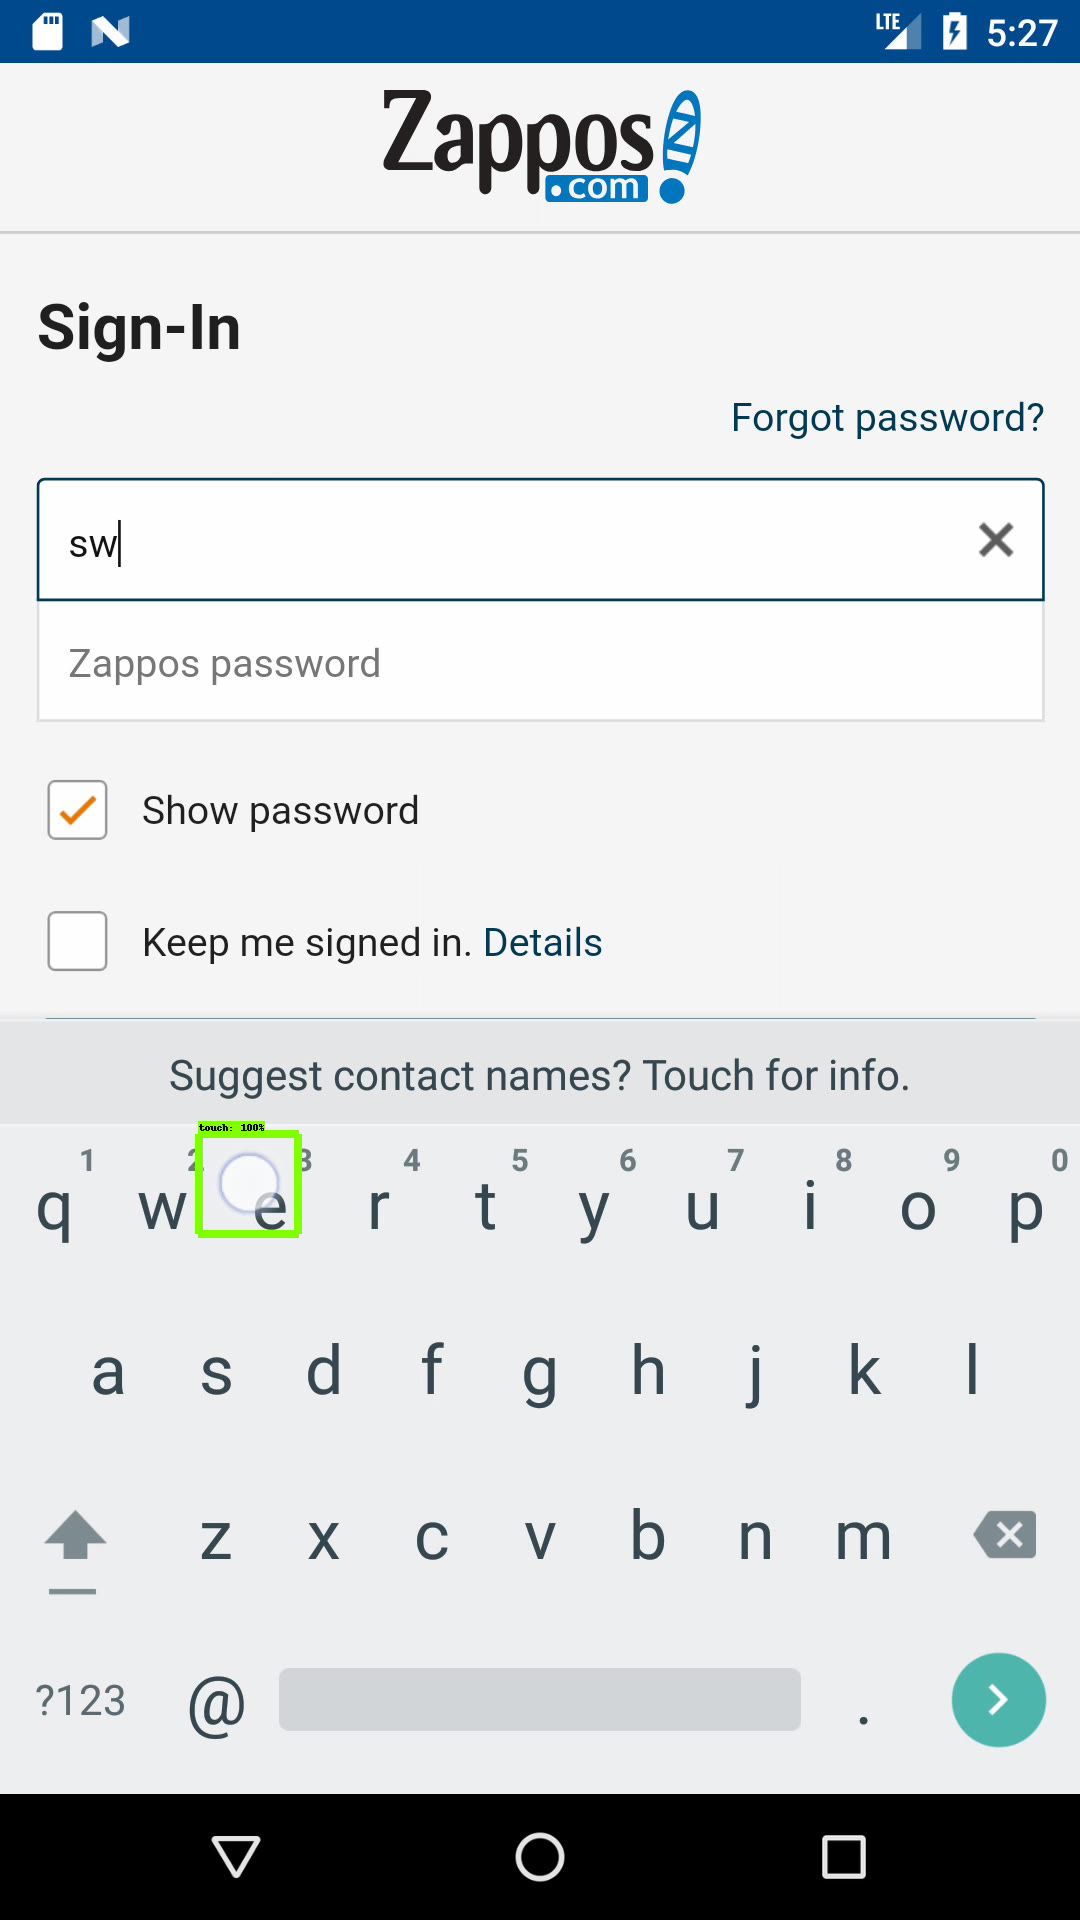 LTE 5:27
Zappos
.com
Sign-In
Forgot password?
sw
Zappos password
Show password
Keep me signed in. Details
Suggest contact names? Touch for info.
touch: 100%
1 2 3 4 5 6 7 8 9 0
q w e r t y u i o p
a s d f g h j k l
z x c v b n m
?123 @ .